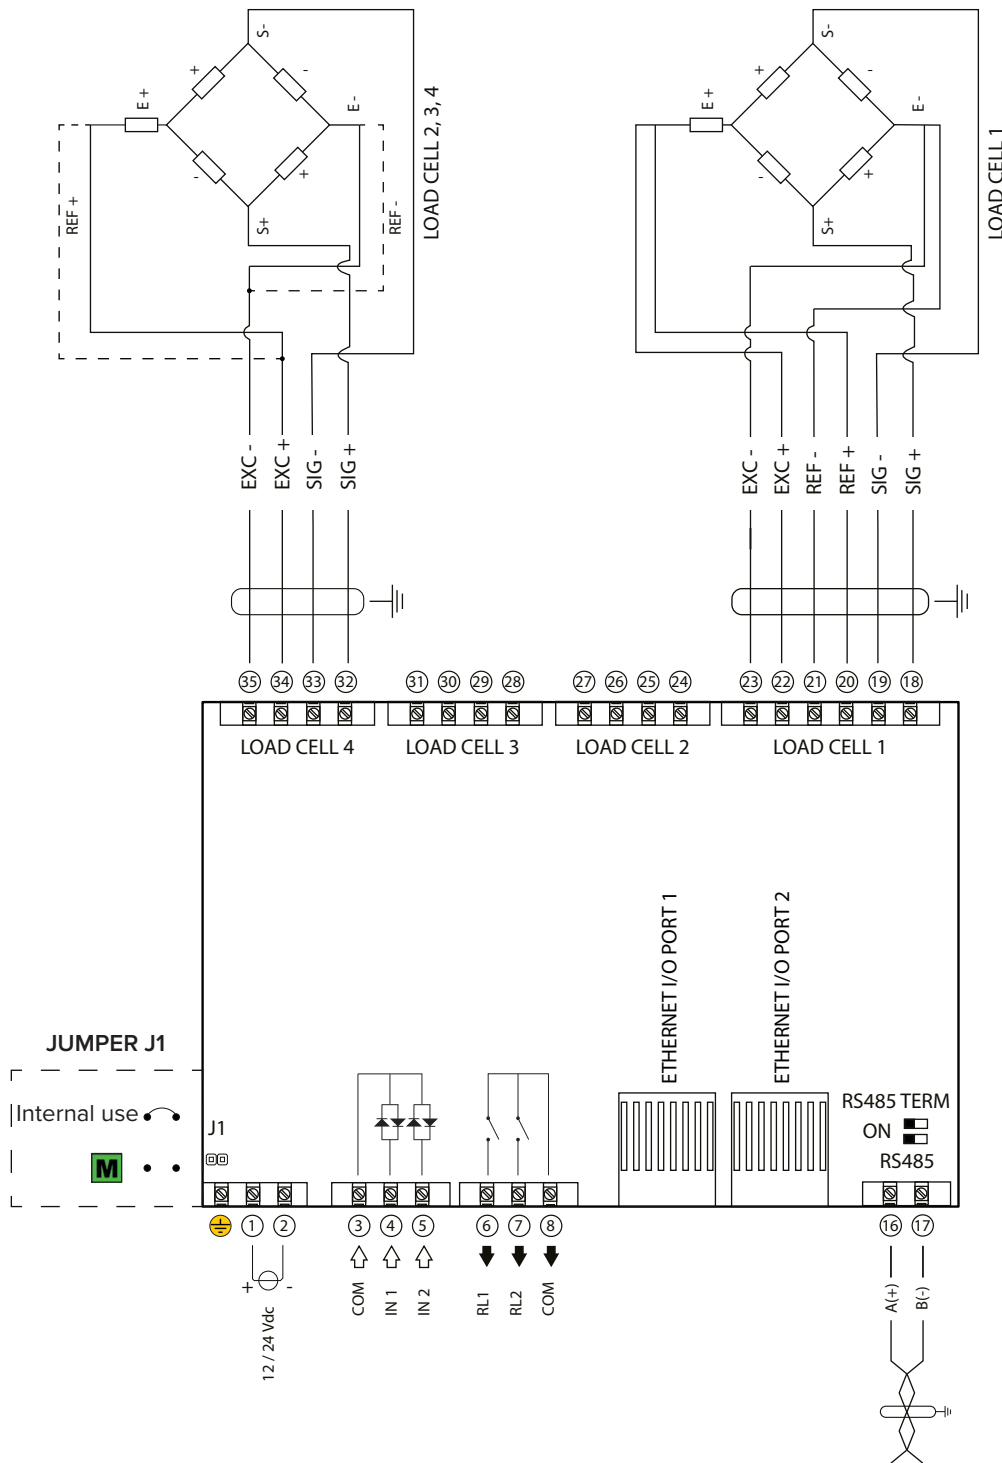 S-
S-
+
-
+
-
E +
E -
E +
E -
-
+
-
+
REF +
S+
REF -
LOAD CELL 2, 3, 4
S+
LOAD CELL 1
EXC -
EXC +
SIG -
SIG +
EXC -
EXC +
REF -
REF +
SIG -
SIG +
35 34 33 32 31 30 29 28 27 26 25 24 23 22 21 20 19 18
LOAD CELL 4 LOAD CELL 3 LOAD CELL 2 LOAD CELL 1
ETHERNET I/O PORT 1
ETHERNET I/O PORT 2
JUMPER J1
Internal use
M
J1
RS485 TERM
ON
RS485
1 2 3 4 5 6 7 8 16 17
+ -
12 / 24 Vdc
COM
IN 1
IN 2
RL1
RL2
COM
A(+)
B(-)